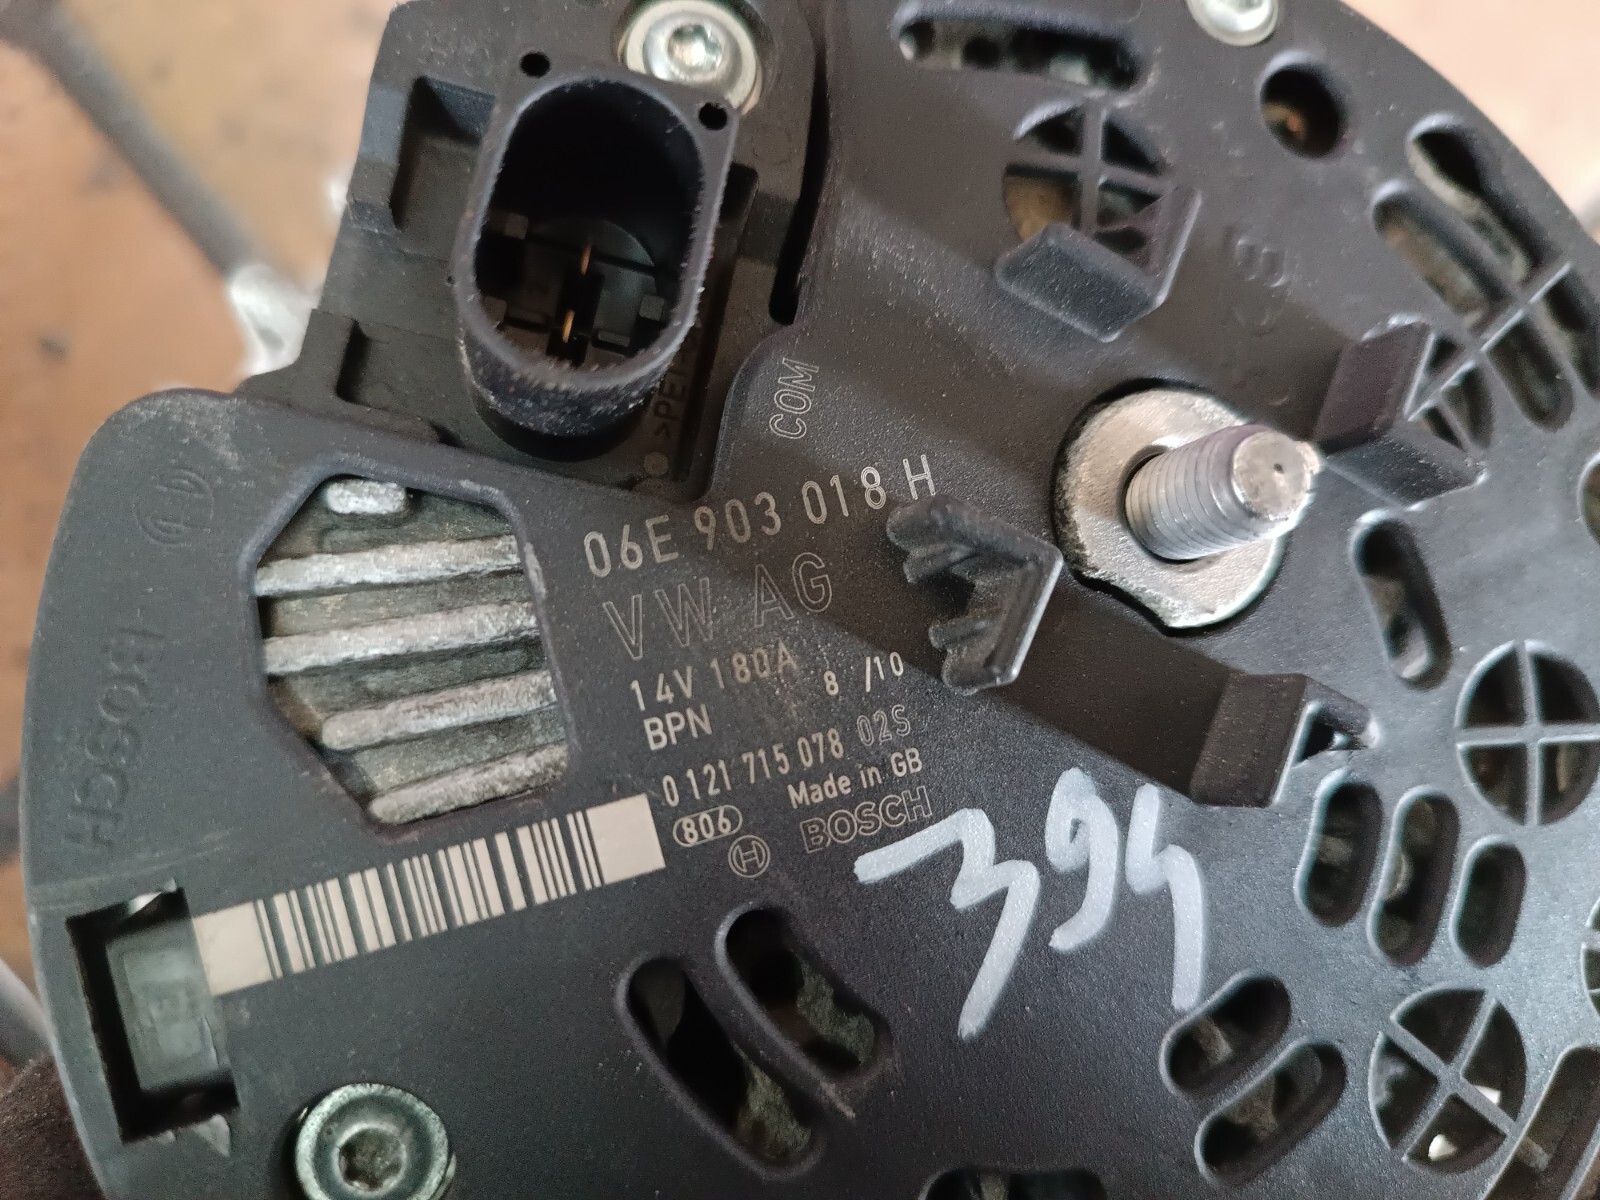 COM
06E 903 018 H
VW AG
14V 180A 8 /10
BPN
0 121 715 078 02S
Made in GB
806 BOSCH
394
BOSCH